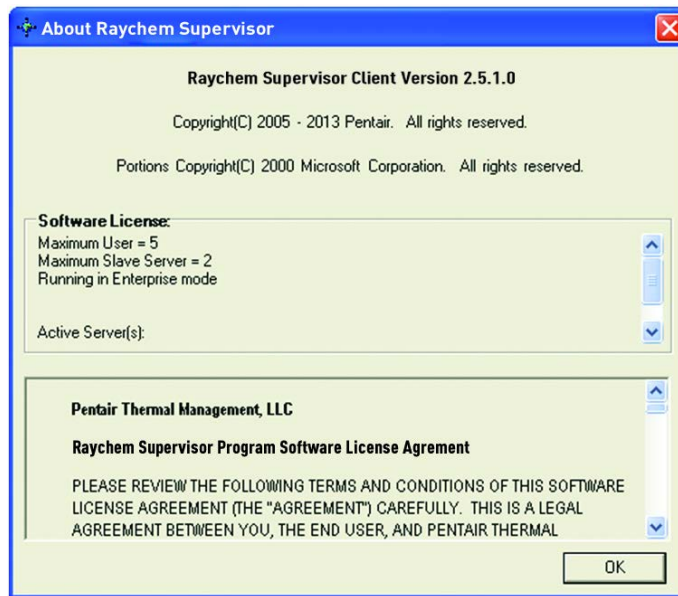 About Raychem Supervisor
Raychem Supervisor Client Version 2.5.1.0
Copyright(C) 2005 - 2013 Pentair. All rights reserved.
Portions Copyright(C) 2000 Microsoft Corporation. All rights reserved.
Software License:
Maximum User = 5
Maximum Slave Server = 2
Running in Enterprise mode
Active Server(s):
Pentair Thermal Management, LLC
Raychem Supervisor Program Software License Agrement
PLEASE REVIEW THE FOLLOWING TERMS AND CONDITIONS OF THIS SOFTWARE
LICENSE AGREEMENT (THE "AGREEMENT") CAREFULLY. THIS IS A LEGAL
AGREEMENT BETWEEN YOU, THE END USER, AND PENTAIR THERMAL
OK